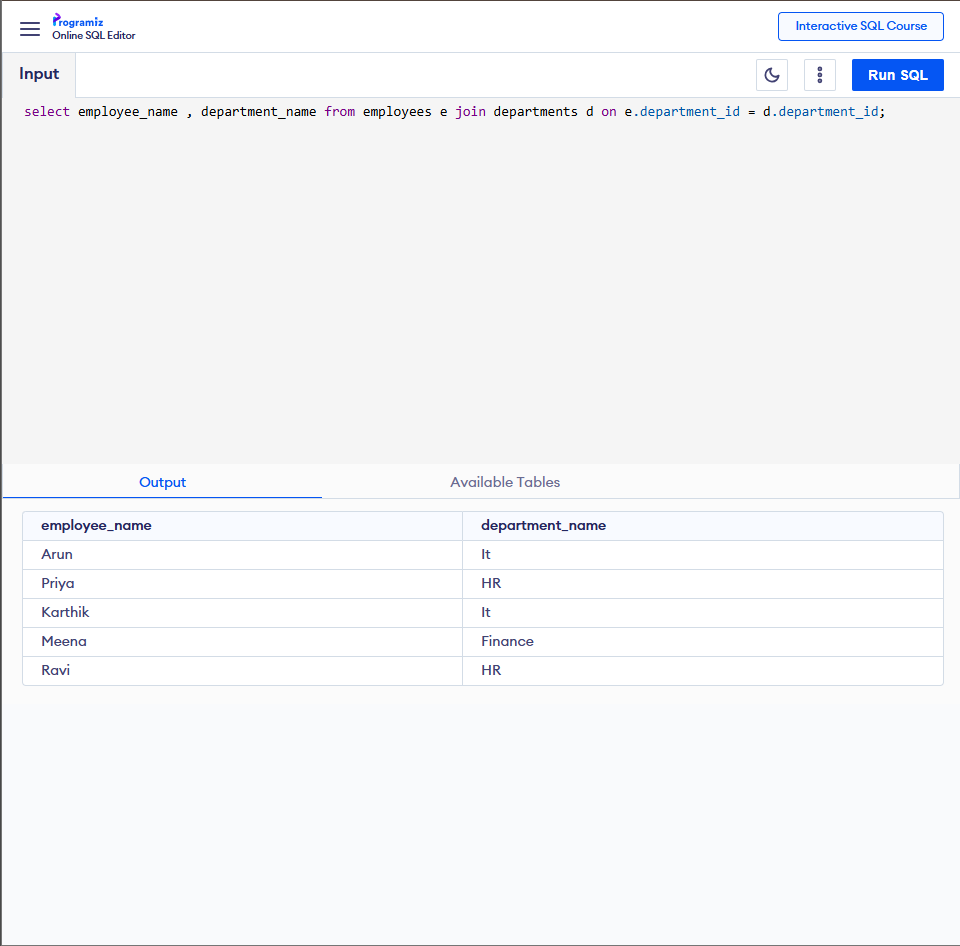 Programiz
Online SQL Editor
Interactive SQL Course
Input
Run SQL
select employee_name , department_name from employees e join departments d on e.department_id = d.department_id;
Output Available Tables
employee_name department_name
Arun It
Priya HR
Karthik It
Meena Finance
Ravi HR